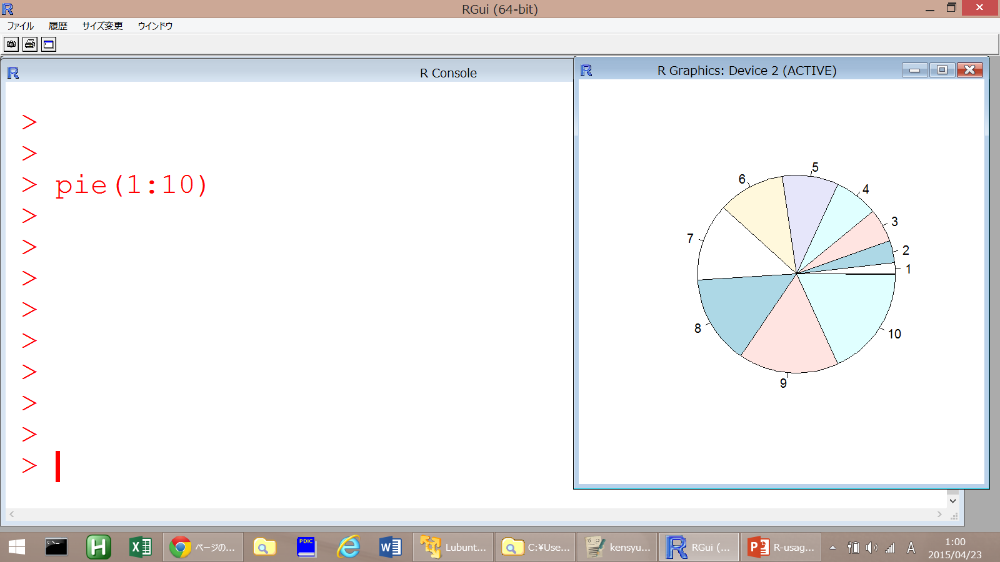 RGui (64-bit)
ファイル 履歴 サイズ変更 ウインドウ
R Console
>
>
> pie(1:10)
>
>
>
>
>
>
>
>
>
R Graphics: Device 2 (ACTIVE)
5
6
4
3
7
2
1
8
10
9
PDIC
ページの...
Lubunt...
C:¥Use...
kensyu...
RGui (...
R-usag...
A
1:00
2015/04/23